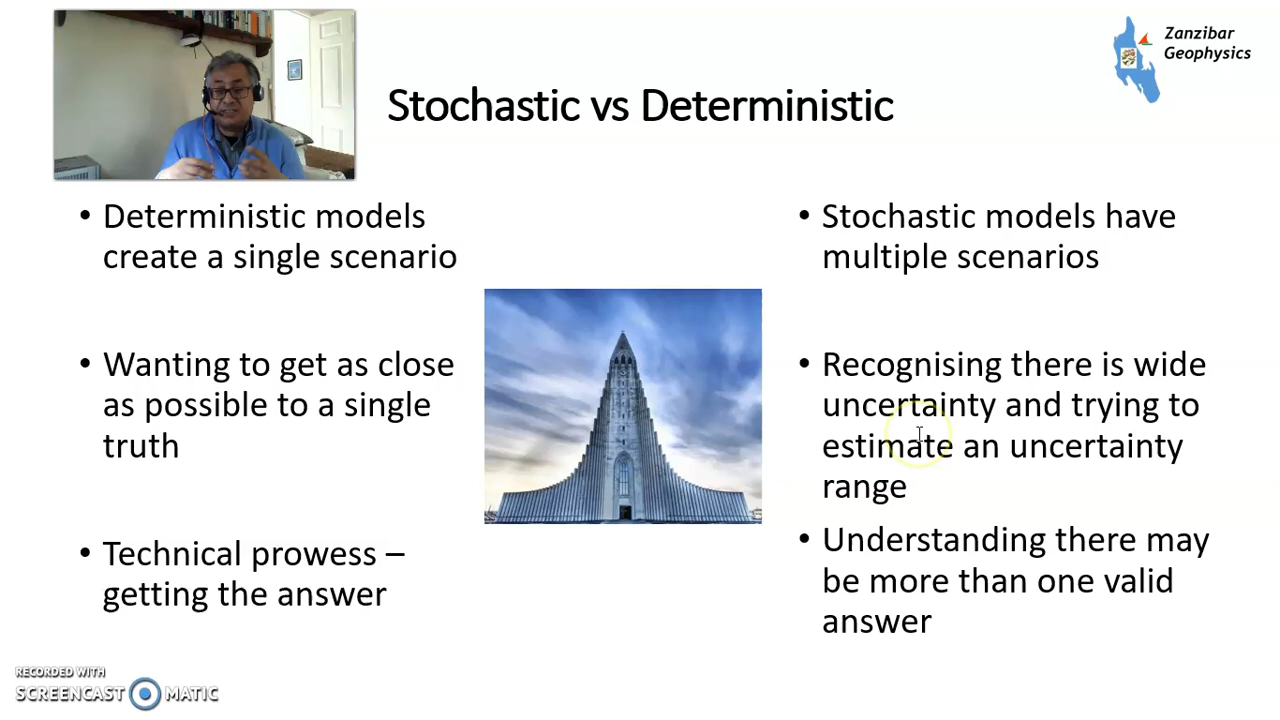 Zanzibar
Geophysics
Stochastic vs Deterministic
• Deterministic models
create a single scenario
• Wanting to get as close
as possible to a single
truth
• Technical prowess –
getting the answer
• Stochastic models have
multiple scenarios
• Recognising there is wide
uncertainty and trying to
estimate an uncertainty
range
• Understanding there may
be more than one valid
answer
RECORDED WITH
SCREENCAST MATIC